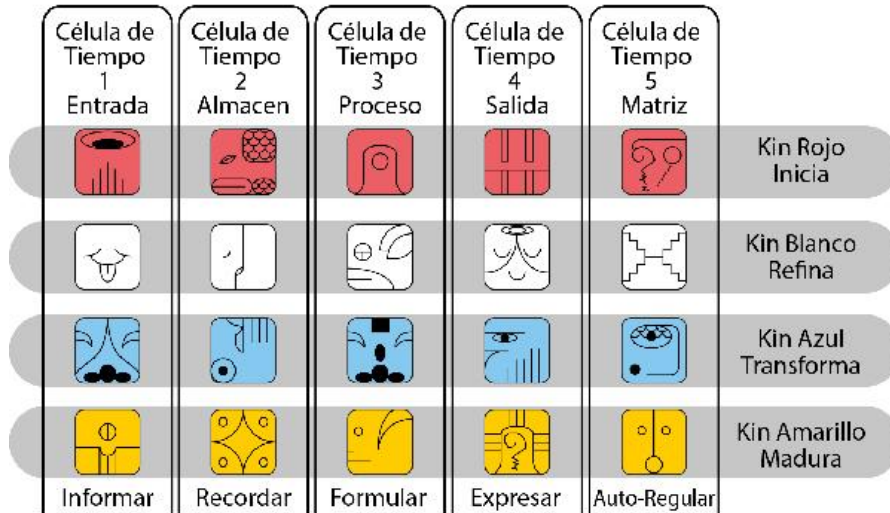 Célula de
Tiempo
1
Entrada
Célula de
Tiempo
2
Almacen
Célula de
Tiempo
3
Proceso
Célula de
Tiempo
4
Salida
Célula de
Tiempo
5
Matriz
Kin Rojo
Inicia
Kin Blanco
Refina
Kin Azul
Transforma
Kin Amarillo
Madura
Informar
Recordar
Formular
Expresar
Auto-Regular